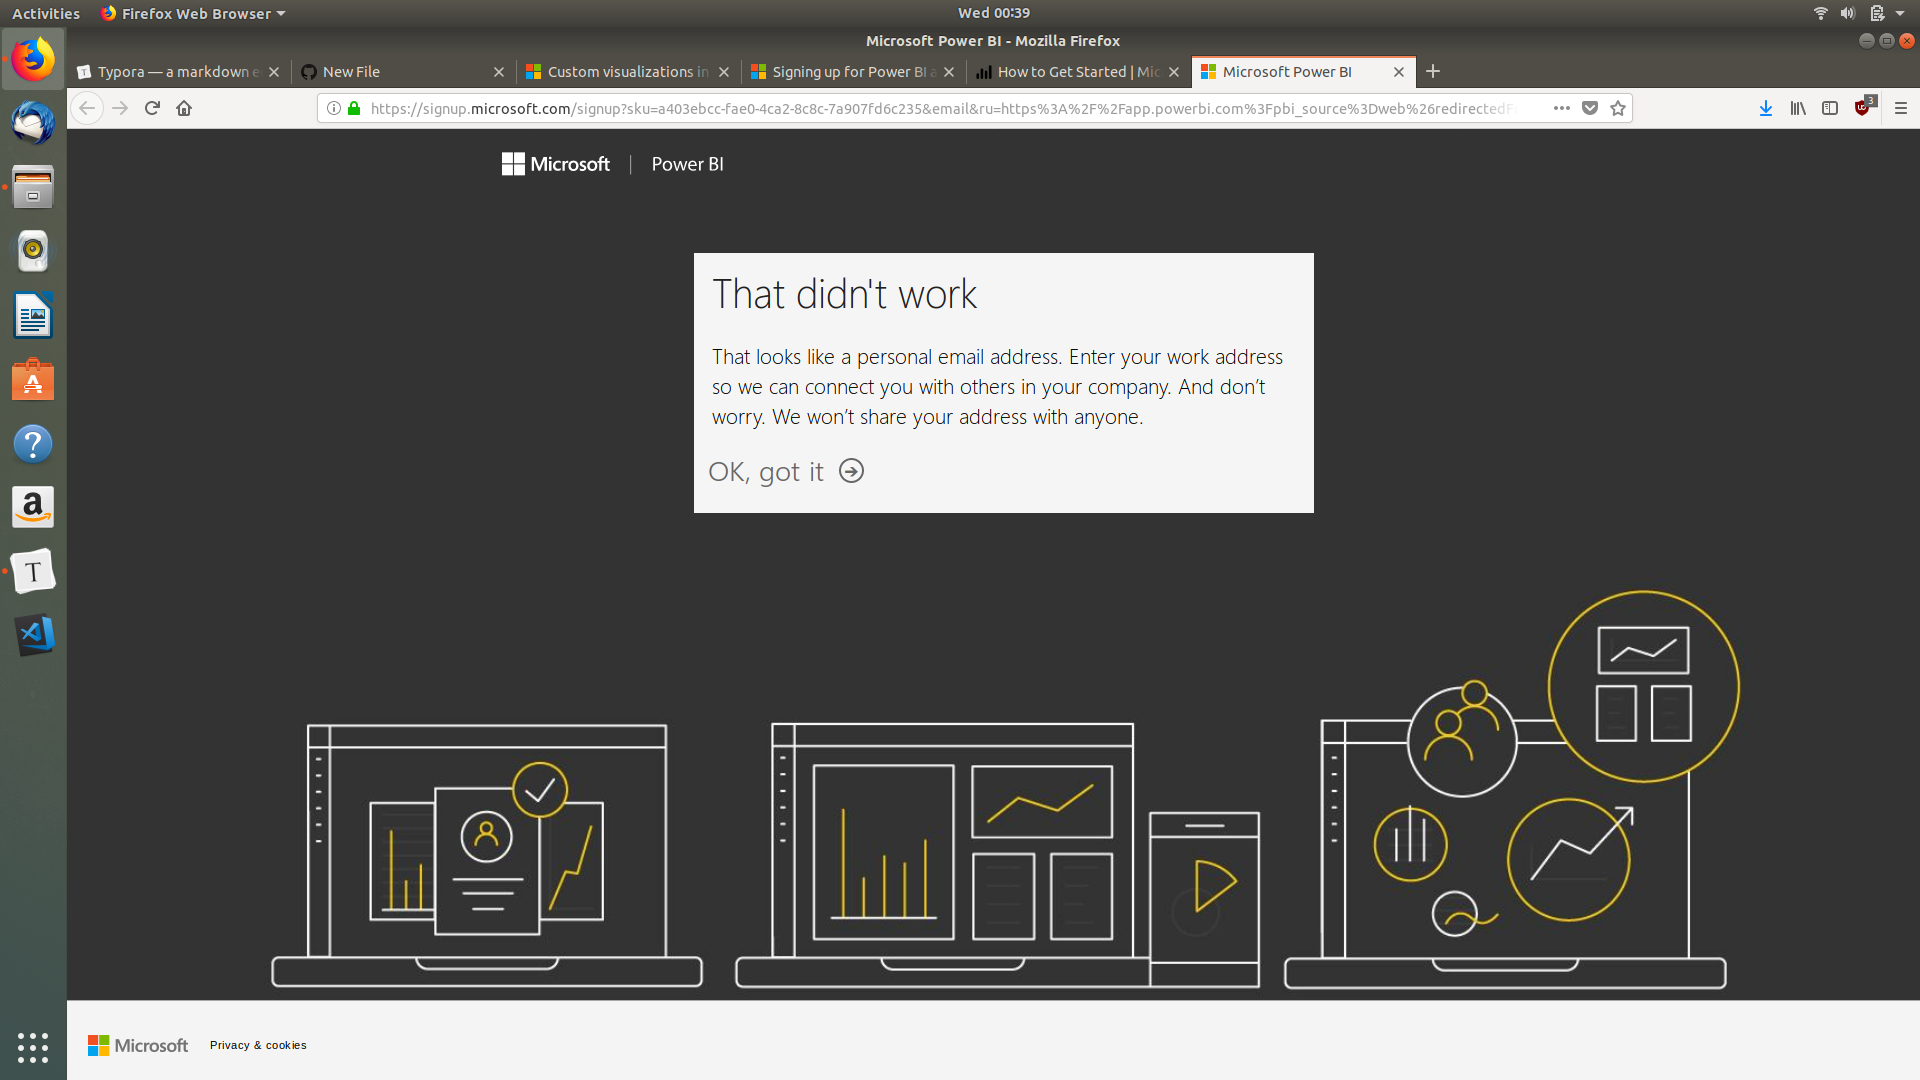 Activities
Firefox Web Browser
Wed 00:39
Microsoft Power BI - Mozilla Firefox
Typora — a markdown e
New File
Custom visualizations in
Signing up for Power BI a
How to Get Started | Mic
Microsoft Power BI
https://signup.microsoft.com/signup?sku=a403ebcc-fae0-4ca2-8c8c-7a907fd6c235&email&ru=https%3A%2F%2Fapp.powerbi.com%3Fpbi_source%3Dweb%26redirectedF
3
Microsoft
Power BI
That didn't work
That looks like a personal email address. Enter your work address
so we can connect you with others in your company. And don’t
worry. We won’t share your address with anyone.
OK, got it
Microsoft
Privacy & cookies